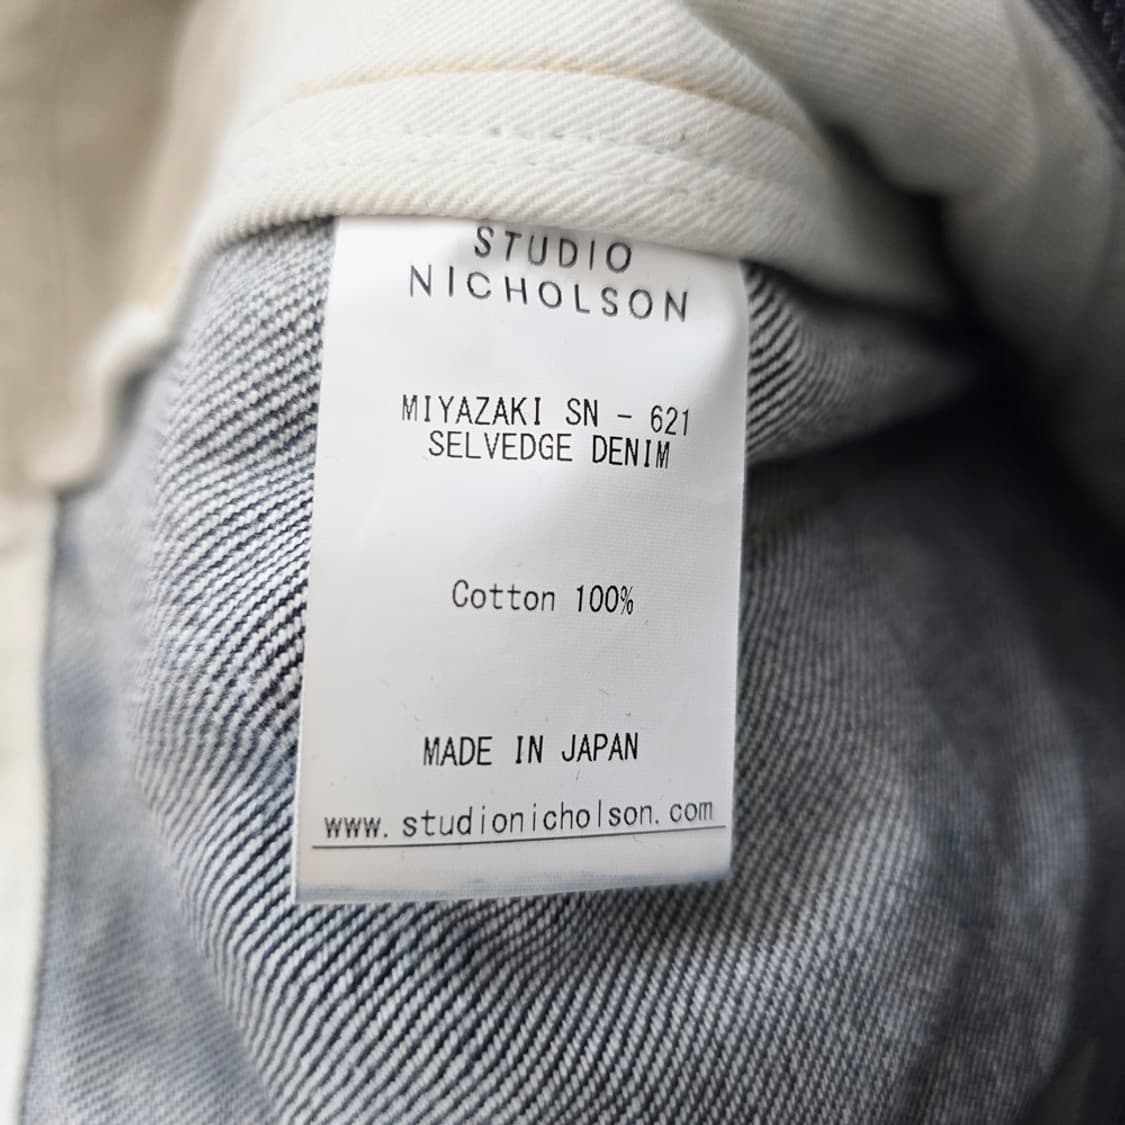 STUDIO
NICHOLSON
MIYAZAKI SN - 621
SELVEDGE DENIM
Cotton 100%
MADE IN JAPAN
www.studionicholson.com